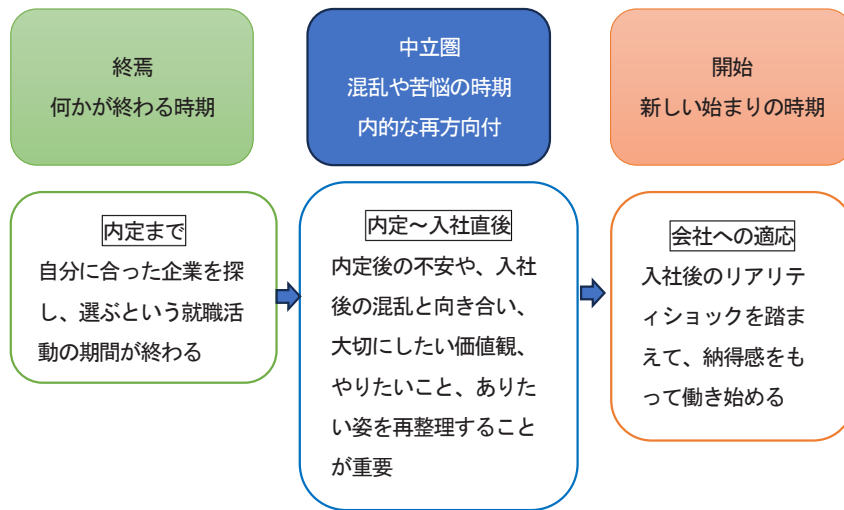 終焉
何かが終わる時期
中立圏
混乱や苦悩の時期
内的な再方向付
開始
新しい始まりの時期
内定まで
自分に合った企業を探
し、選ぶという就職活
動の期間が終わる
内定～入社直後
内定後の不安や、入社
後の混乱と向き合い、
大切にしたい価値観、
やりたいこと、ありた
い姿を再整理すること
が重要
会社への適応
入社後のリアリテ
ィショックを踏ま
えて、納得感をも
って働き始める